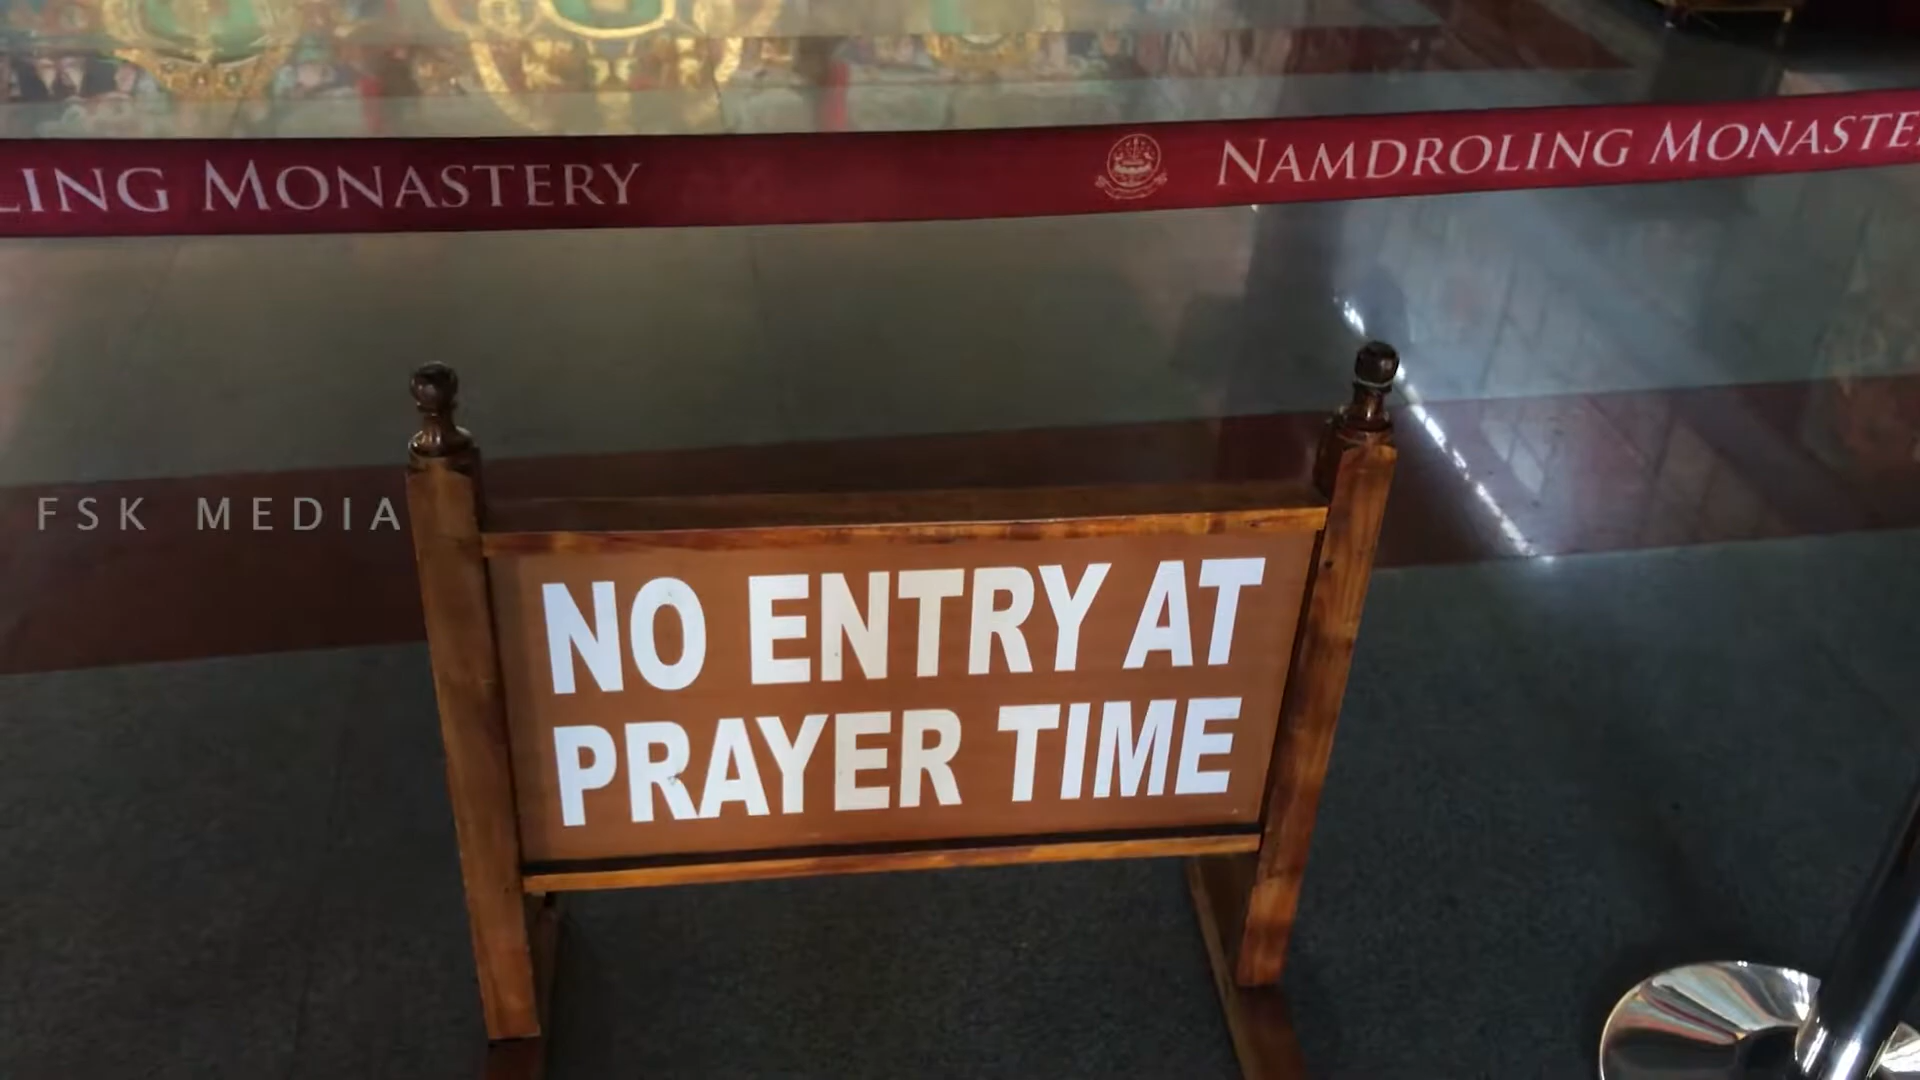 LING MONASTERY
NAMDROLING MONASTE
FSK MEDIA
NO ENTRY AT
PRAYER TIME